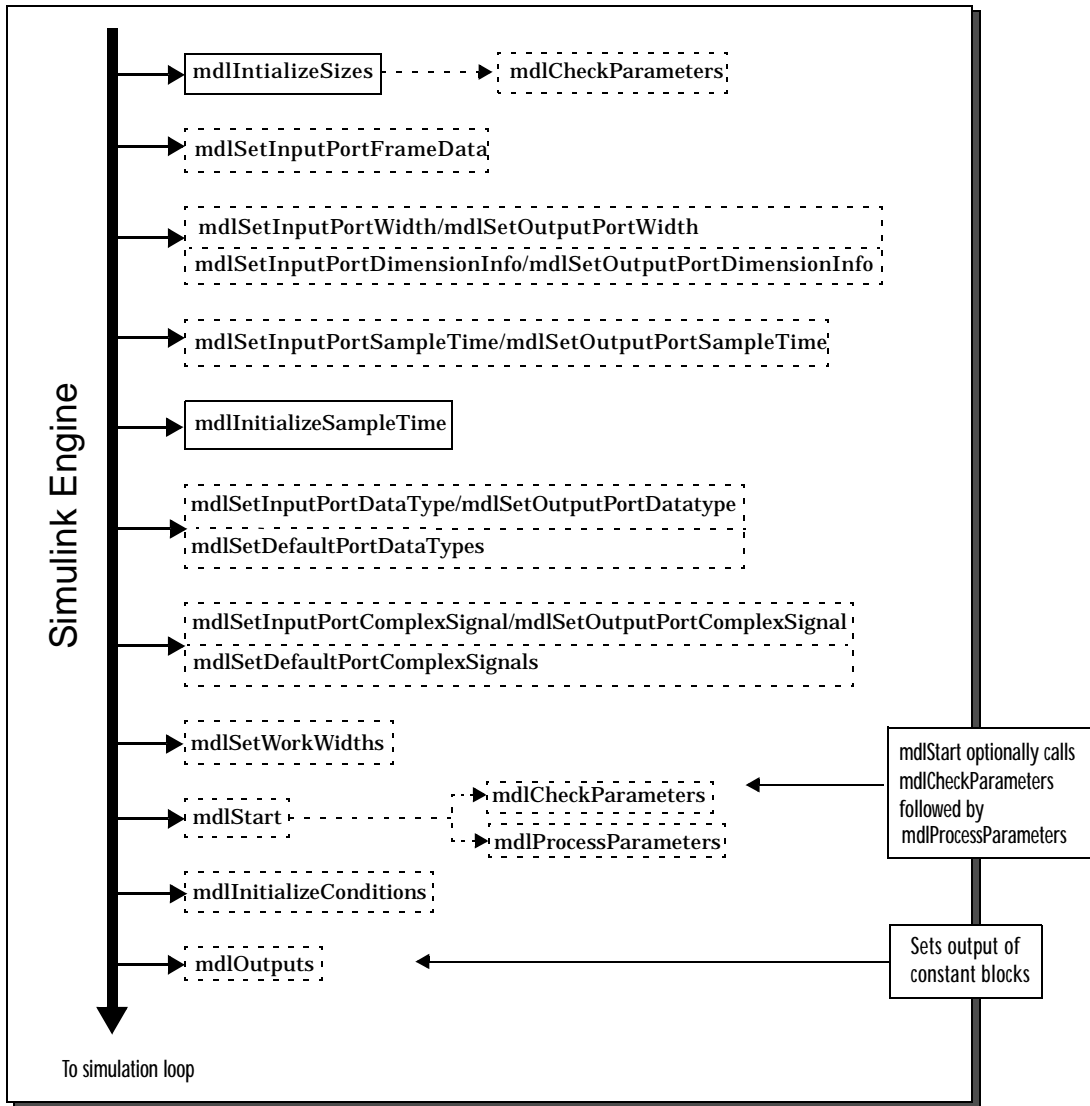 mdlIntializeSizes
mdlCheckParameters
mdlSetInputPortFrameData
mdlSetInputPortWidth/mdlSetOutputPortWidth
mdlSetInputPortDimensionInfo/mdlSetOutputPortDimensionInfo
mdlSetInputPortSampleTime/mdlSetOutputPortSampleTime
Simulink Engine
mdlInitializeSampleTime
mdlSetInputPortDataType/mdlSetOutputPortDatatype
mdlSetDefaultPortDataTypes
mdlSetInputPortComplexSignal/mdlSetOutputPortComplexSignal
mdlSetDefaultPortComplexSignals
mdlSetWorkWidths
mdlStart
mdlCheckParameters
mdlProcessParameters
mdlStart optionally calls
mdlCheckParameters
followed by
mdlProcessParameters
mdlInitializeConditions
mdlOutputs
Sets output of
constant blocks
To simulation loop